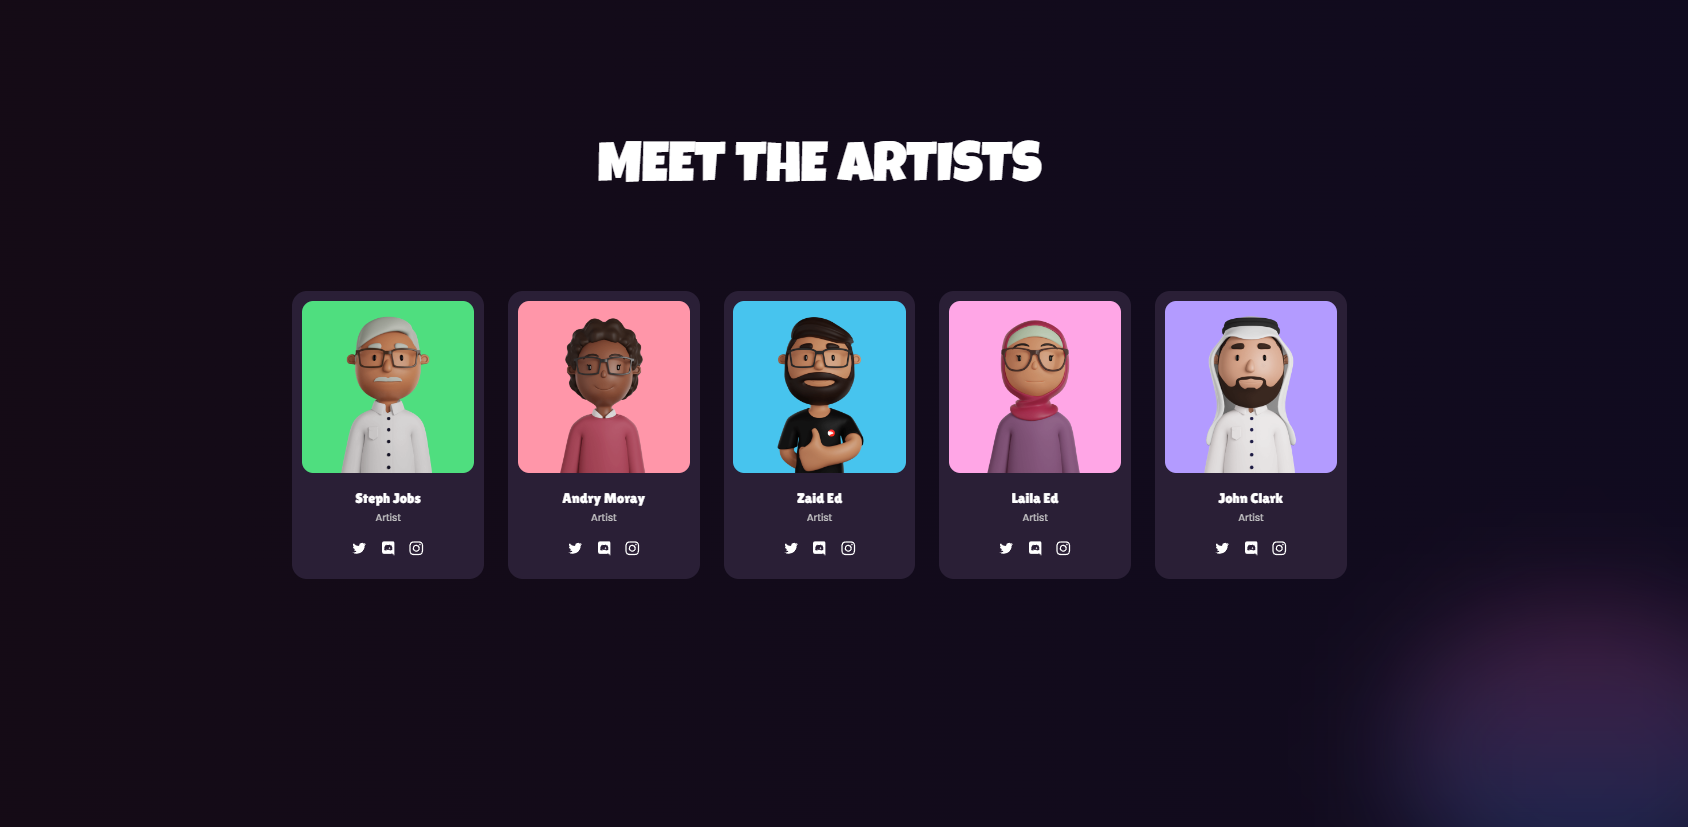 MEET THE ARTISTS
Steph Jobs
Artist
Andry Moray
Artist
Zaid Ed
Artist
Laila Ed
Artist
John Clark
Artist